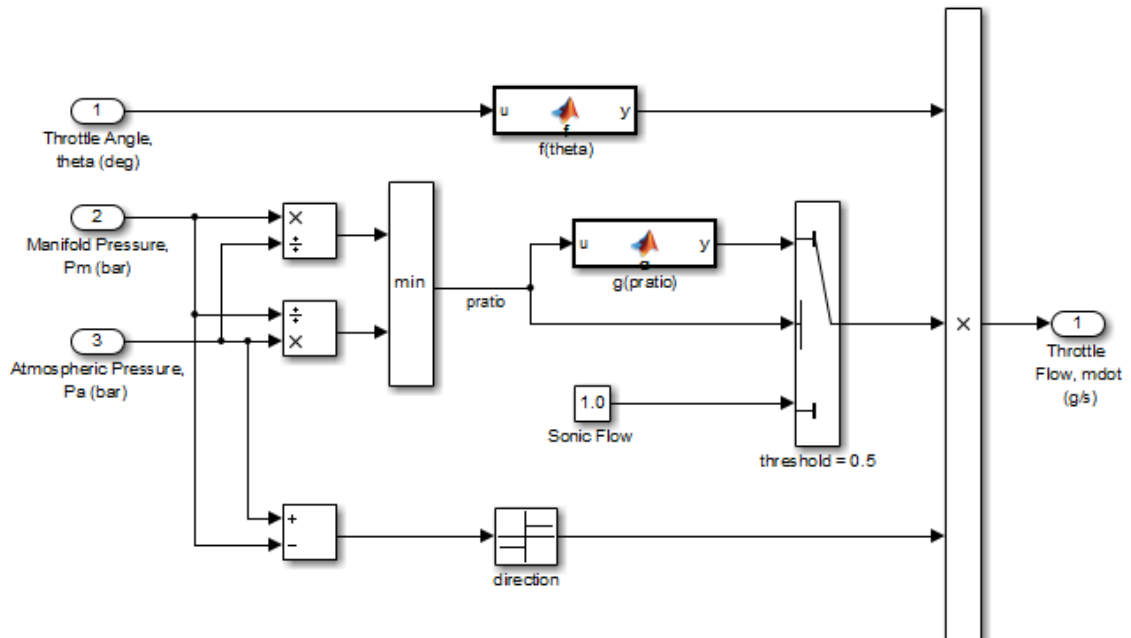 1
Throttle Angle,
theta (deg)
u
f
y
f(theta)
2
Manifold Pressure,
Pm (bar)
×
÷
÷
×
min
pratio
u
g
y
g(pratio)
3
Atmospheric Pressure,
Pa (bar)
1.0
Sonic Flow
threshold = 0.5
×
1
Throttle
Flow, mdot
(g/s)
+
−
direction